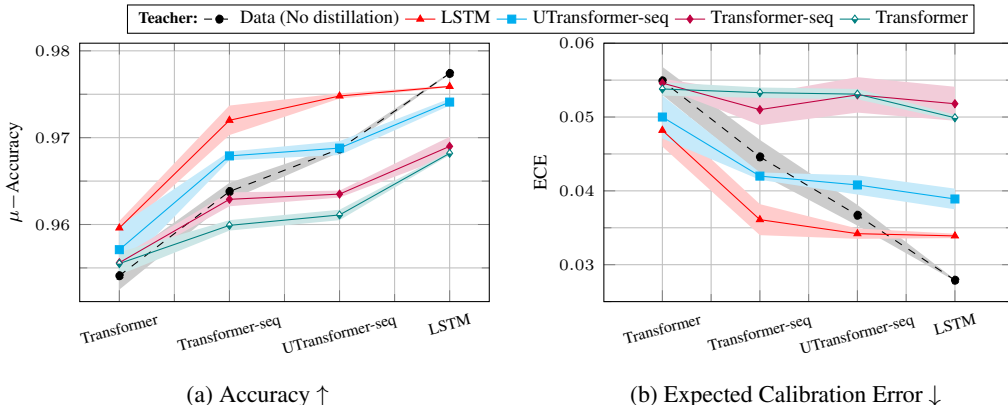 Teacher: Data (No distillation) LSTM UTransformer-seq Transformer-seq Transformer
0.98
0.97
0.96
μ− Accuracy
Transformer
Transformer-seq
UTransformer-seq
LSTM
(a) Accuracy ↑
0.06
0.05
0.04
0.03
ECE
Transformer
Transformer-seq
UTransformer-seq
LSTM
(b) Expected Calibration Error ↓